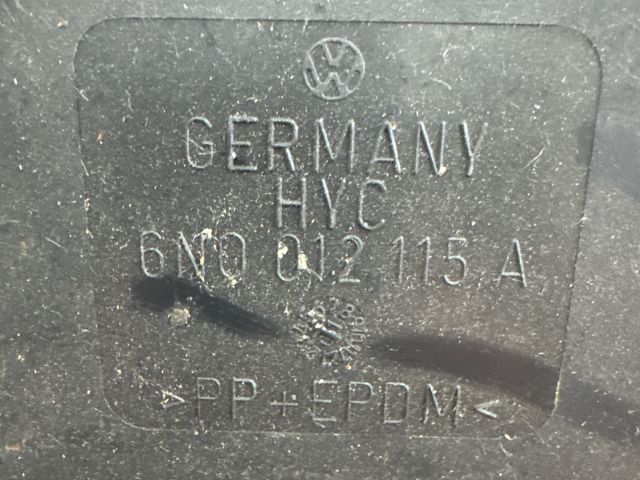 GERMANY
HYC
6N0 012 115 A
>PP+EPDM<